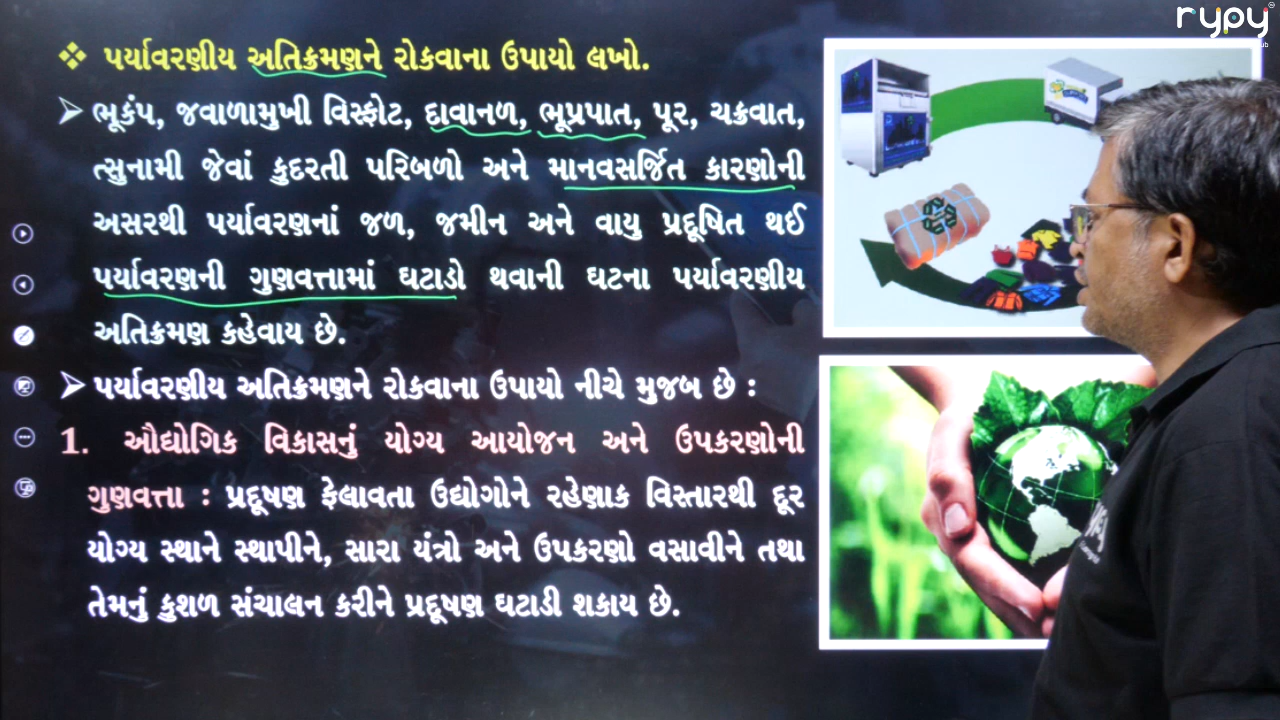 rypy
❖ પર્યાવરણીય અતિક્રમણને રોકવાના ઉપાયો લખો.
➢ ભૂકંપ, જવાળામુખી વિસ્ફોટ, દાવાનળ, ભૂપ્રપાત, પૂર, ચક્રવાત,
ત્સુનામી જેવાં કુદરતી પરિબળો અને માનવસર્જિત કારણોની
અસરથી પર્યાવરણનાં જળ, જમીન અને વાયુ પ્રદૂષિત થઈ
પર્યાવરણની ગુણવત્તામાં ઘટાડો થવાની ઘટના પર્યાવરણીય
અતિક્રમણ કહેવાય છે.
➢ પર્યાવરણીય અતિક્રમણને રોકવાના ઉપાયો નીચે મુજબ છે :
1. ઔદ્યોગિક વિકાસનું યોગ્ય આયોજન અને ઉપકરણોની
ગુણવત્તા : પ્રદૂષણ ફેલાવતા ઉદ્યોગોને રહેણાક વિસ્તારથી દૂર
યોગ્ય સ્થાને સ્થાપીને, સારા યંત્રો અને ઉપકરણો વસાવીને તથા
તેમનું કુશળ સંચાલન કરીને પ્રદૂષણ ઘટાડી શકાય છે.